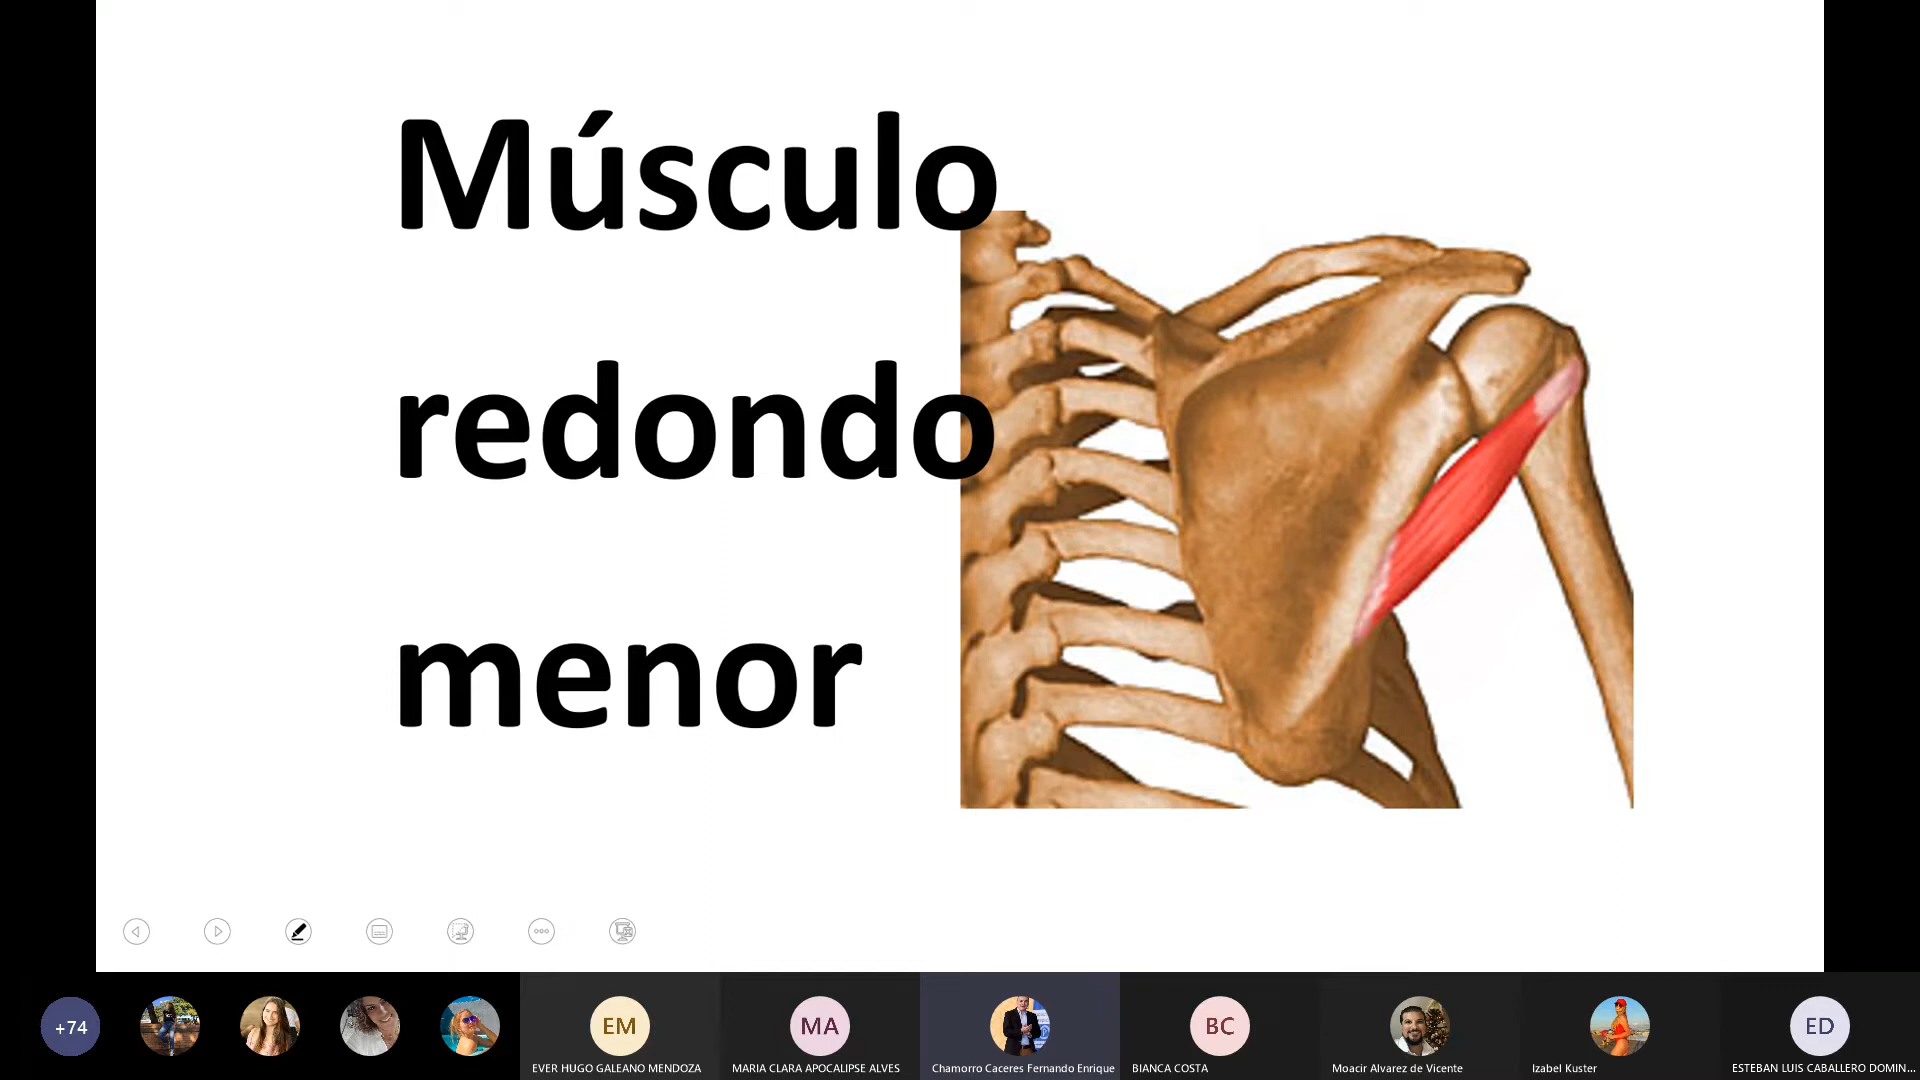 Músculo
redondo
menor
+74
EM
MA
BC
ED
EVER HUGO GALEANO MENDOZA
MARIA CLARA APOCALIPSE ALVES
Chamorro Caceres Fernando Enrique
BIANCA COSTA
Moacir Alvarez de Vicente
Izabel Kuster
ESTEBAN LUIS CABALLERO DOMIN...